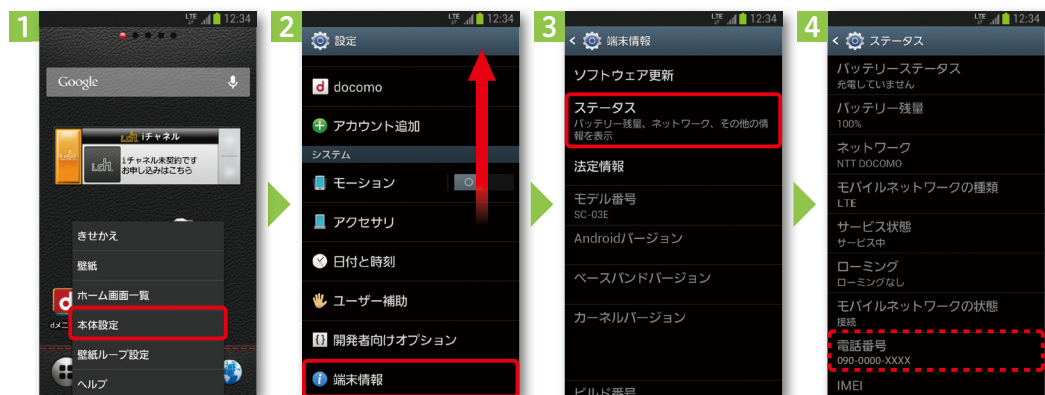 1
LTE 12:34
Google
i.ch. iチャネル
i.ch.
iチャネル未契約です
お申し込みはこちら
きせかえ
壁紙
ホーム画面一覧
d
dメニ
本体設定
壁紙ループ設定
ヘルプ
2
LTE 12:34
設定
d docomo
アカウント追加
システム
モーション
アクセサリ
日付と時刻
ユーザー補助
開発者向けオプション
端末情報
3
LTE 12:34
< 端末情報
ソフトウェア更新
ステータス
バッテリー残量、ネットワーク、その他の情
報を表示
法定情報
モデル番号
SC-03E
Androidバージョン
ベースバンドバージョン
カーネルバージョン
ビルド番号
4
LTE 12:34
< ステータス
バッテリーステータス
充電していません
バッテリー残量
100%
ネットワーク
NTT DOCOMO
モバイルネットワークの種類
LTE
サービス状態
サービス中
ローミング
ローミングなし
モバイルネットワークの状態
接続
電話番号
090-0000-XXXX
IMEI